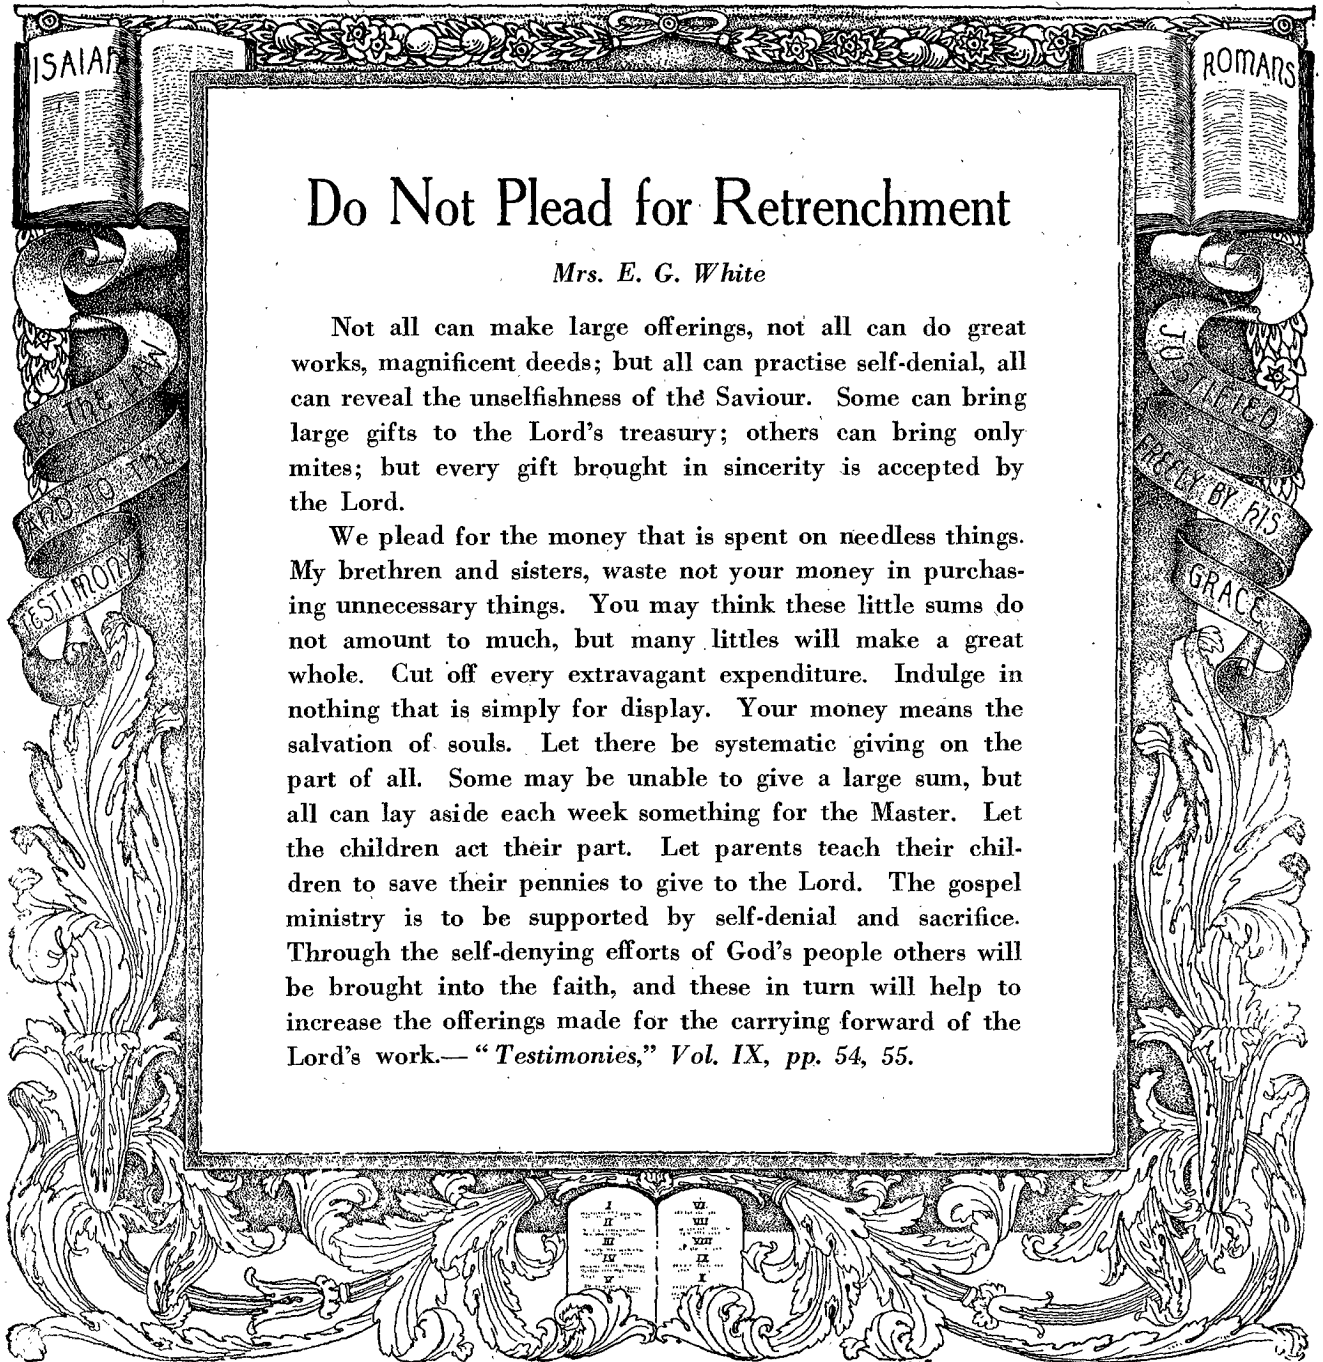 ISAIAH
ROMANS
Do Not Plead for Retrenchment
Mrs. E. G. White
Not all can make large offerings, not all can do great
works, magnificent deeds; but all can practise self-denial, all
can reveal the unselfishness of the Saviour. Some can bring
large gifts to the Lord's treasury; others can bring only
mites; but every gift brought in sincerity is accepted by
the Lord.
We plead for the money that is spent on needless things.
My brethren and sisters, waste not your money in purchas-
ing unnecessary things. You may think these little sums do
not amount to much, but many littles will make a great
whole. Cut off every extravagant expenditure. Indulge in
nothing that is simply for display. Your money means the
salvation of souls. Let there be systematic giving on the
part of all. Some may be unable to give a large sum, but
all can lay aside each week something for the Master. Let
the children act their part. Let parents teach their chil-
dren to save their pennies to give to the Lord. The gospel
ministry is to be supported by self-denial and sacrifice.
Through the self-denying efforts of God's people others will
be brought into the faith, and these in turn will help to
increase the offerings made for the carrying forward of the
Lord's work.— "Testimonies," Vol. IX, pp. 54, 55.
TO THE LAW
AND TO THE
TESTIMONY
JUSTIFIED
FREELY BY HIS
GRACE
I
II
III
IV
V
VI
VII
VIII
IX
X